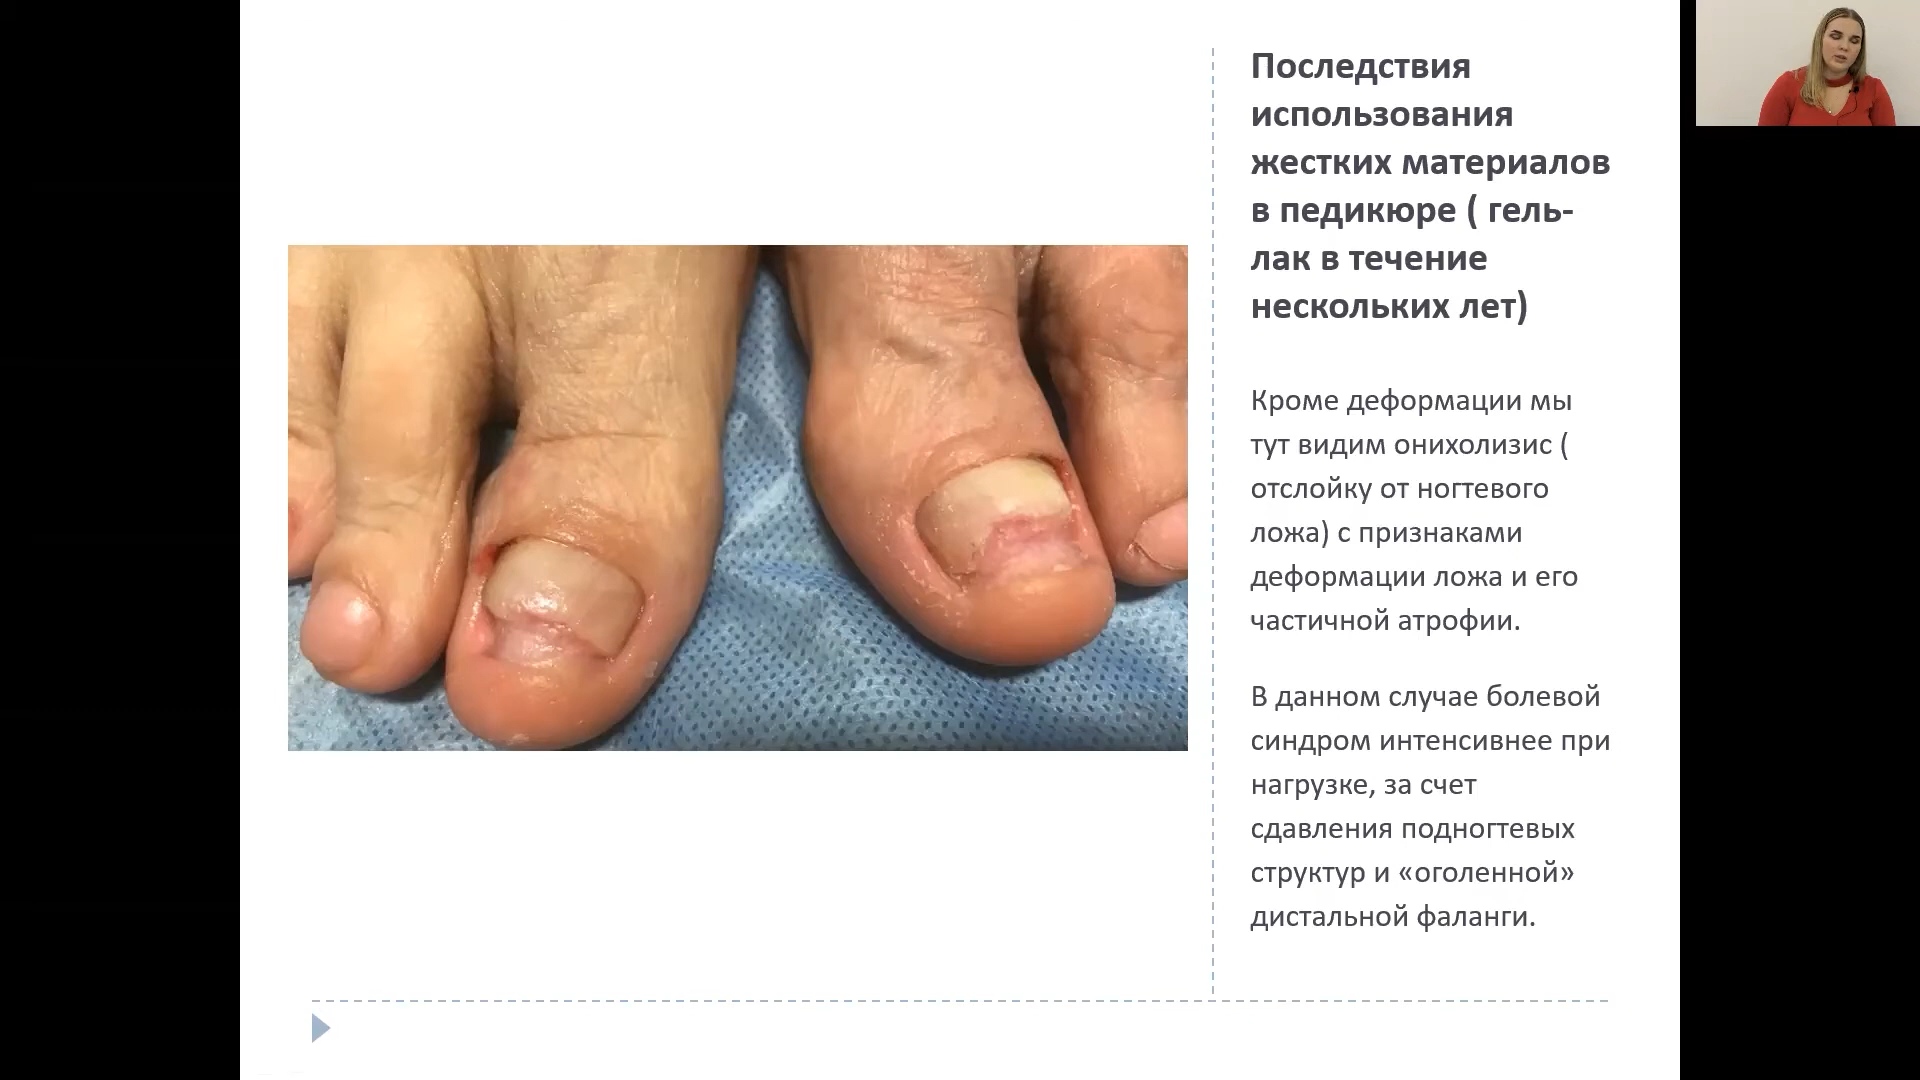 Последствия
использования
жестких материалов
в педикюре ( гель-
лак в течение
нескольких лет)
Кроме деформации мы
тут видим онихолизис (
отслойку от ногтевого
ложа) с признаками
деформации ложа и его
частичной атрофии.
В данном случае болевой
синдром интенсивнее при
нагрузке, за счет
сдавления подногтевых
структур и «оголенной»
дистальной фаланги.